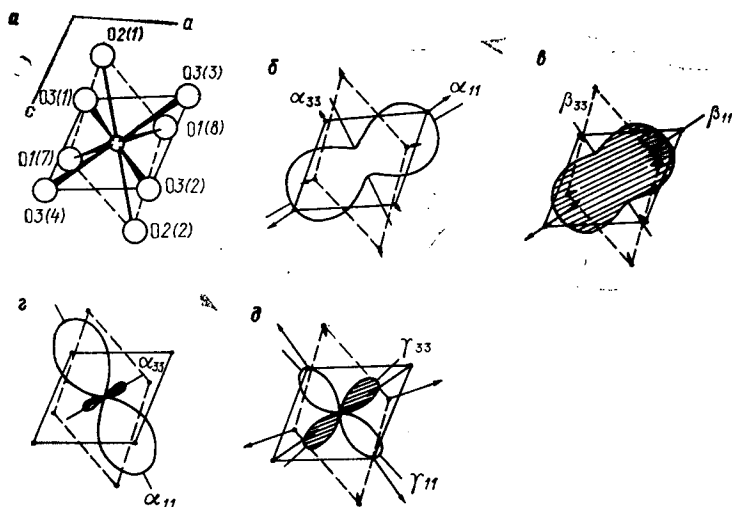 а
a
c
O2(1)
O3(3)
O3(1)
O1(8)
O1(7)
O3(2)
O3(4)
O2(2)
б
α33
α11
в
β33
β11
г
α33
α11
д
γ33
γ11